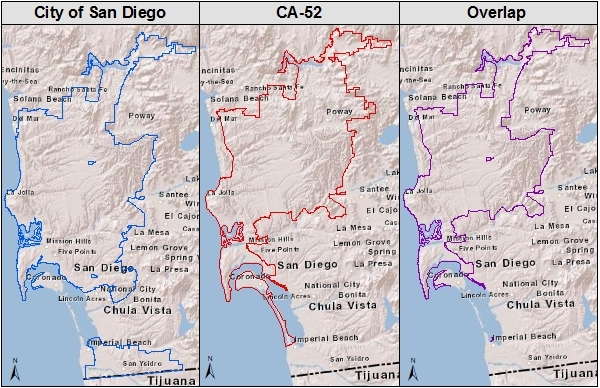 City of San Diego
Encinitas
by-the-Sea
Rancho Santa Fe
Solana Beach
Del Mar
Poway
La Jolla
Lak
Santee
Wi
El Cajo
Cas
La Mesa
Mission Hills
Five Points
Lemon Grove
Spring
San Diego
La Presa
Coronado
National City
Lincoln Acres
Bonita
Chula Vista
Imperial Beach
N
San Ysidro
Tijuana
CA-52
Encinitas
by-the-Sea
Rancho Santa Fe
Solana Beach
Del Mar
Poway
La Jolla
Lak
Santee
Wi
El Cajo
Cas
La Mesa
Mission Hills
Five Points
Lemon Grove
Spring
San Diego
La Presa
Coronado
National City
Lincoln Acres
Bonita
Chula Vista
Imperial Beach
N
San Ysidro
Tijuana
Overlap
Encinitas
by-the-Sea
Rancho Santa Fe
Solana Beach
Del Mar
Poway
La Jolla
Lak
Santee
Wi
El Cajo
Cas
La Mesa
Mission Hills
Five Points
Lemon Grove
Spring
San Diego
La Presa
Coronado
National City
Lincoln Acres
Bonita
Chula Vista
Imperial Beach
N
San Ysidro
Tijuana